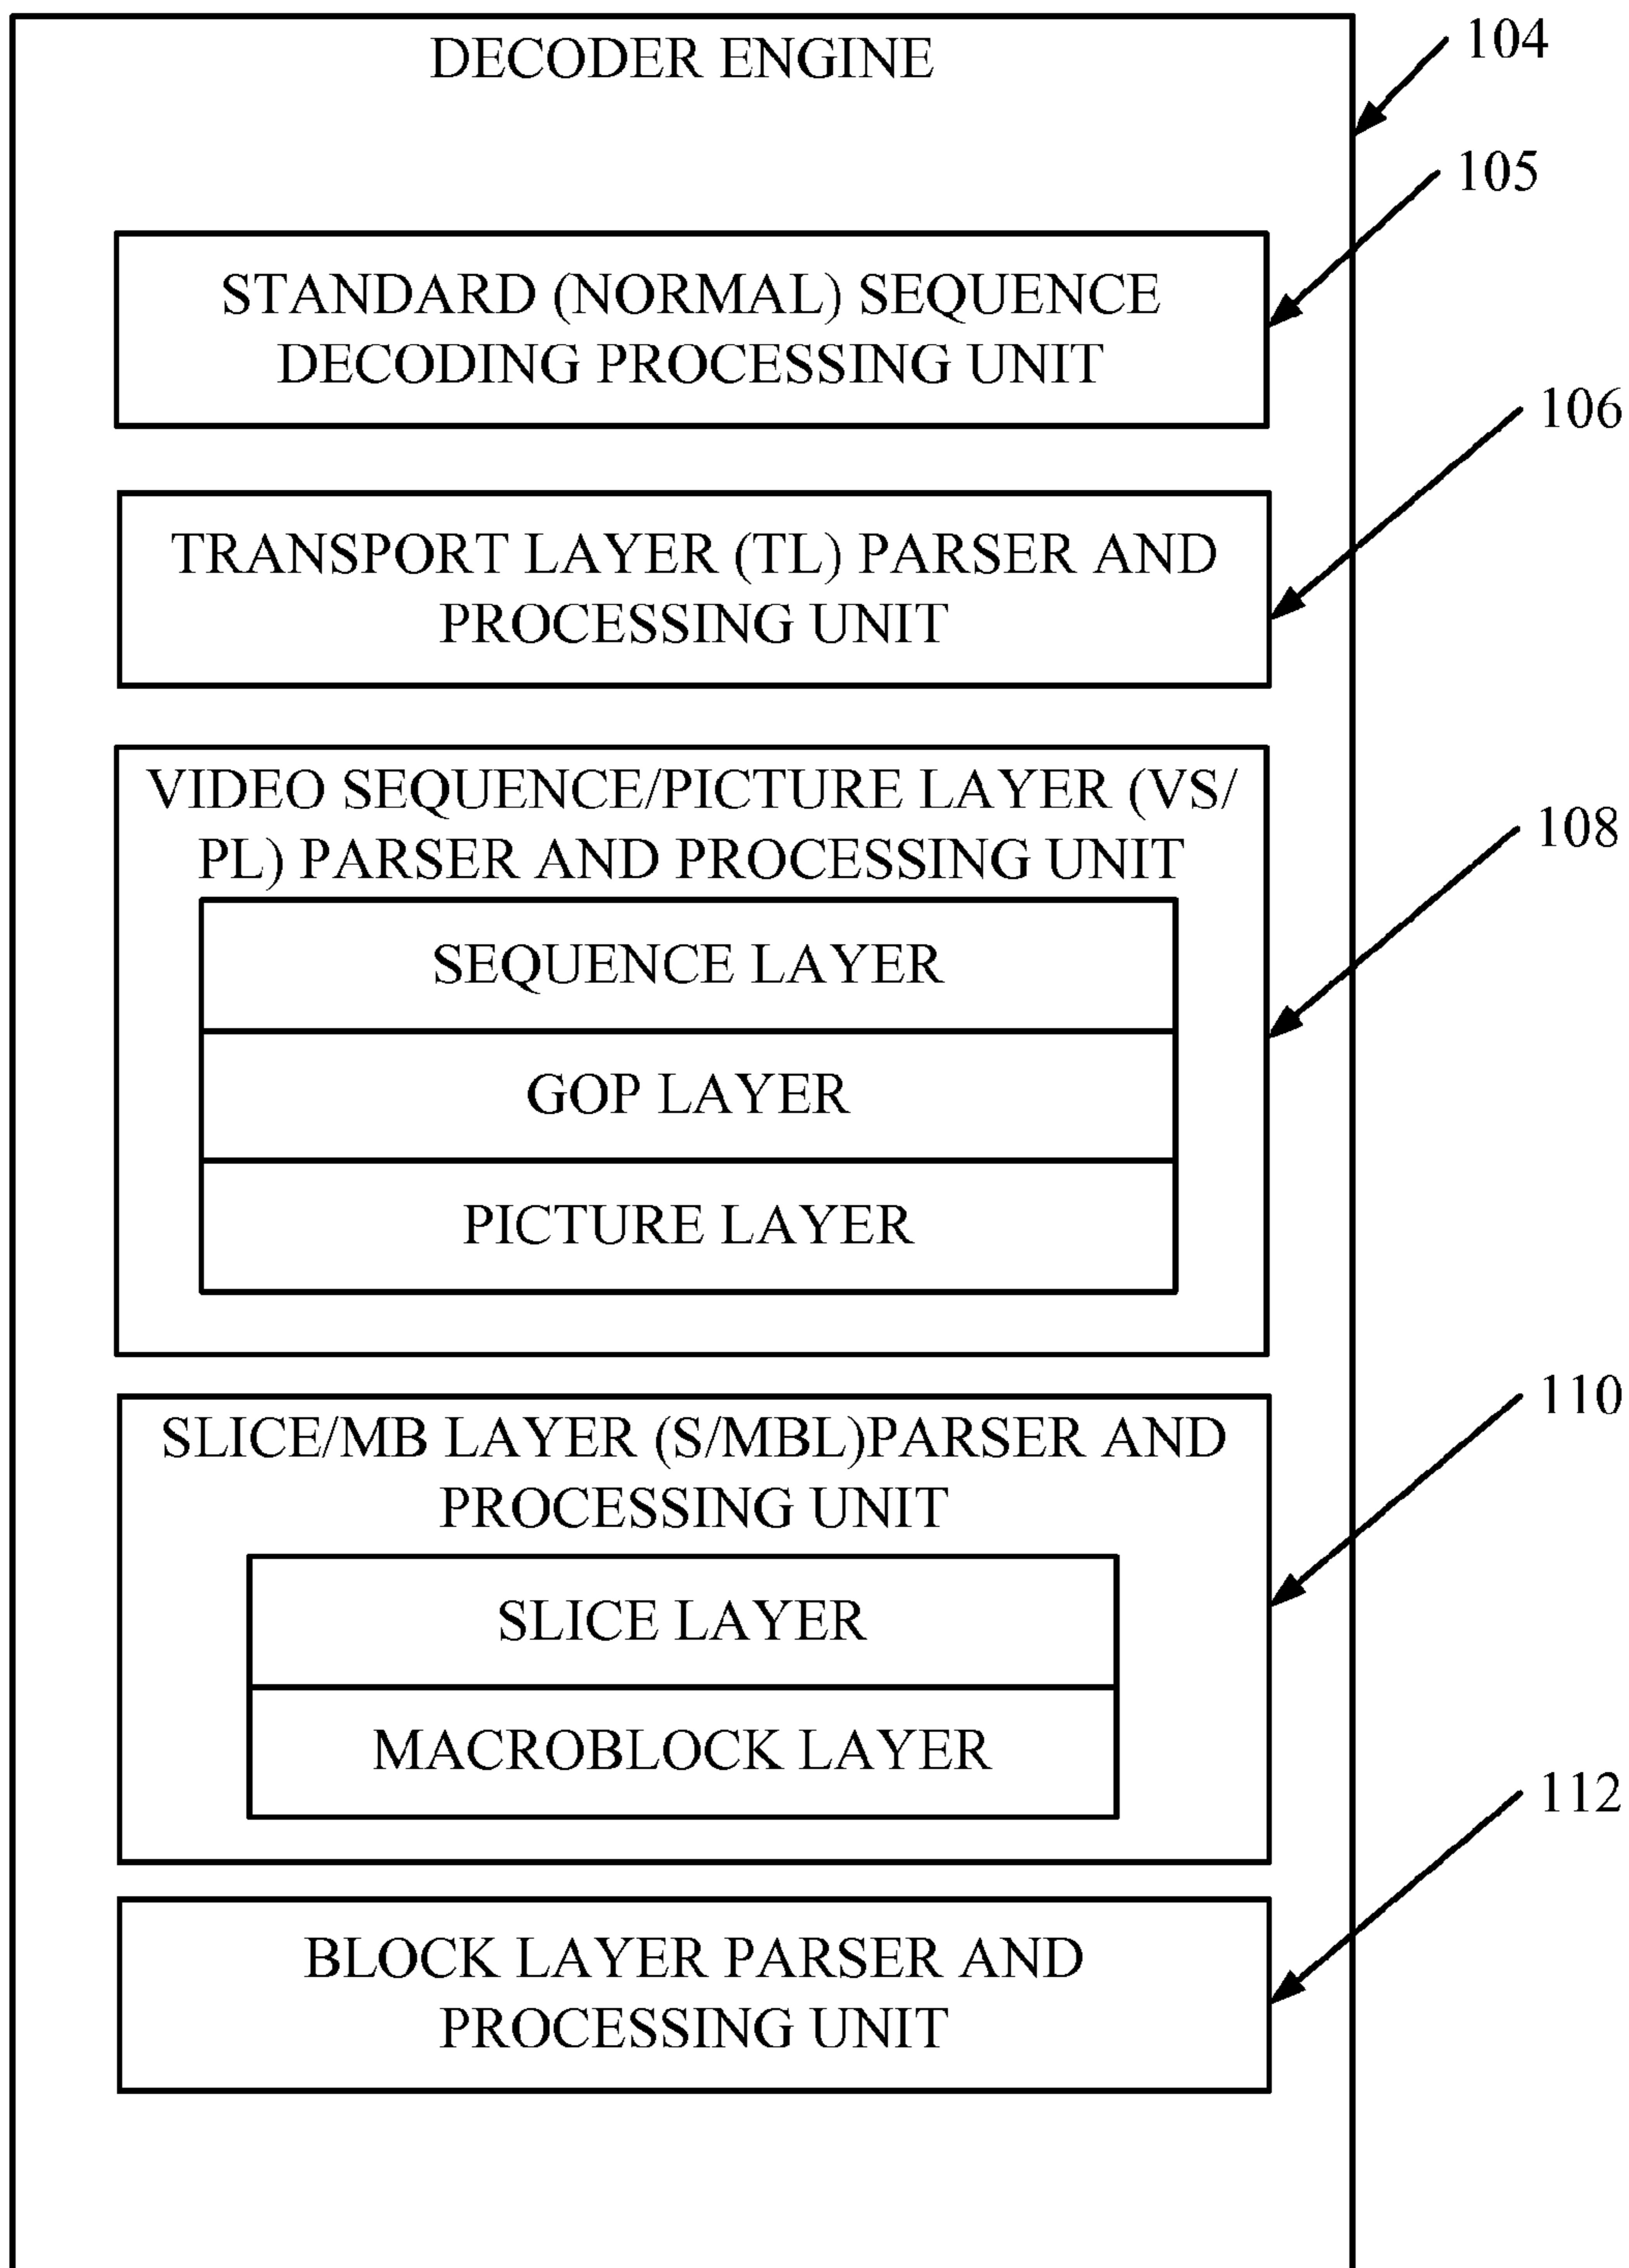 DECODER ENGINE
104
105
STANDARD (NORMAL) SEQUENCE
DECODING PROCESSING UNIT
106
TRANSPORT LAYER (TL) PARSER AND
PROCESSING UNIT
VIDEO SEQUENCE/PICTURE LAYER (VS/
PL) PARSER AND PROCESSING UNIT
108
SEQUENCE LAYER
GOP LAYER
PICTURE LAYER
110
SLICE/MB LAYER (S/MBL)PARSER AND
PROCESSING UNIT
SLICE LAYER
MACROBLOCK LAYER
112
BLOCK LAYER PARSER AND
PROCESSING UNIT